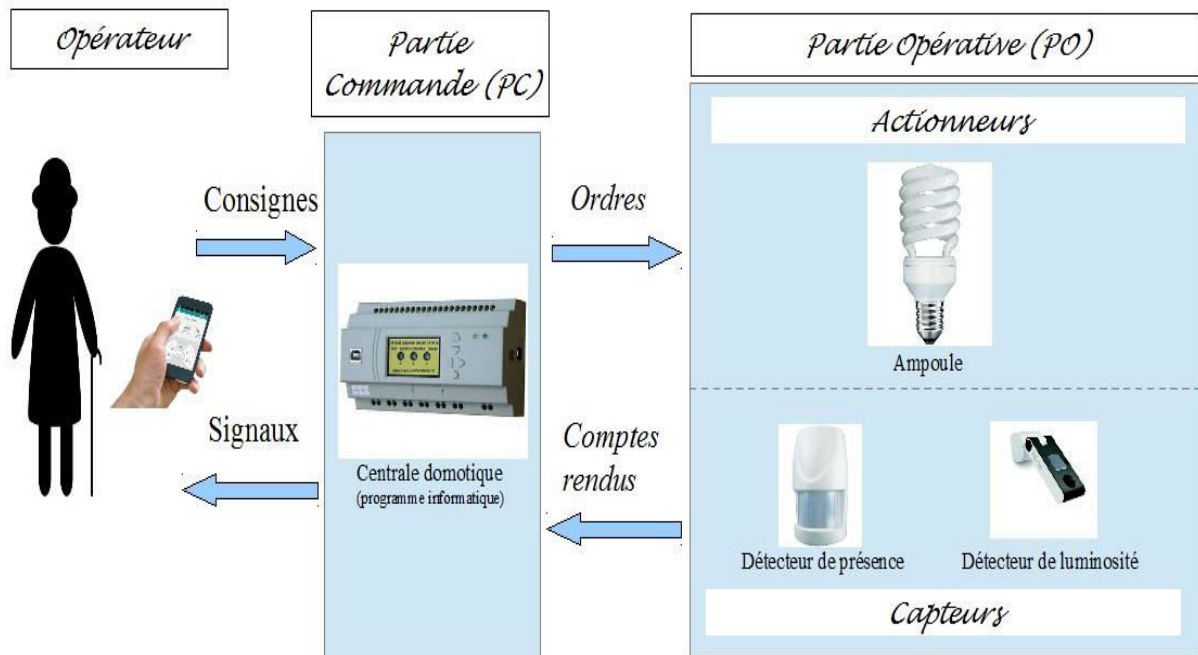 Opérateur
Partie
Commande (PC)
Partie Opérative (PO)
Actionneurs
Consignes
Ordres
Ampoule
Signaux
Comptes
rendus
Centrale domotique
(programme informatique)
Détecteur de présence
Détecteur de luminosité
Capteurs